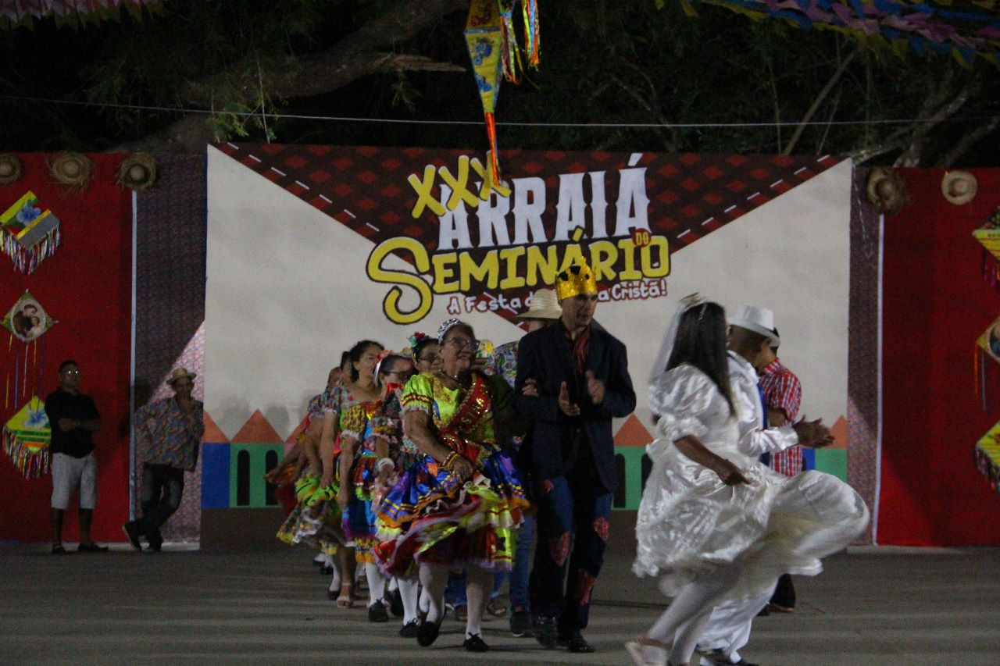 XXX
ARRAIÁ
DO
SEMINÁRIO
A Festa Cristã!